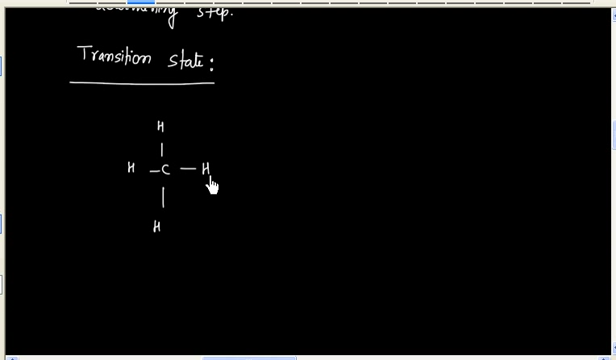 step.
Transition state:
H
H - C - H
H